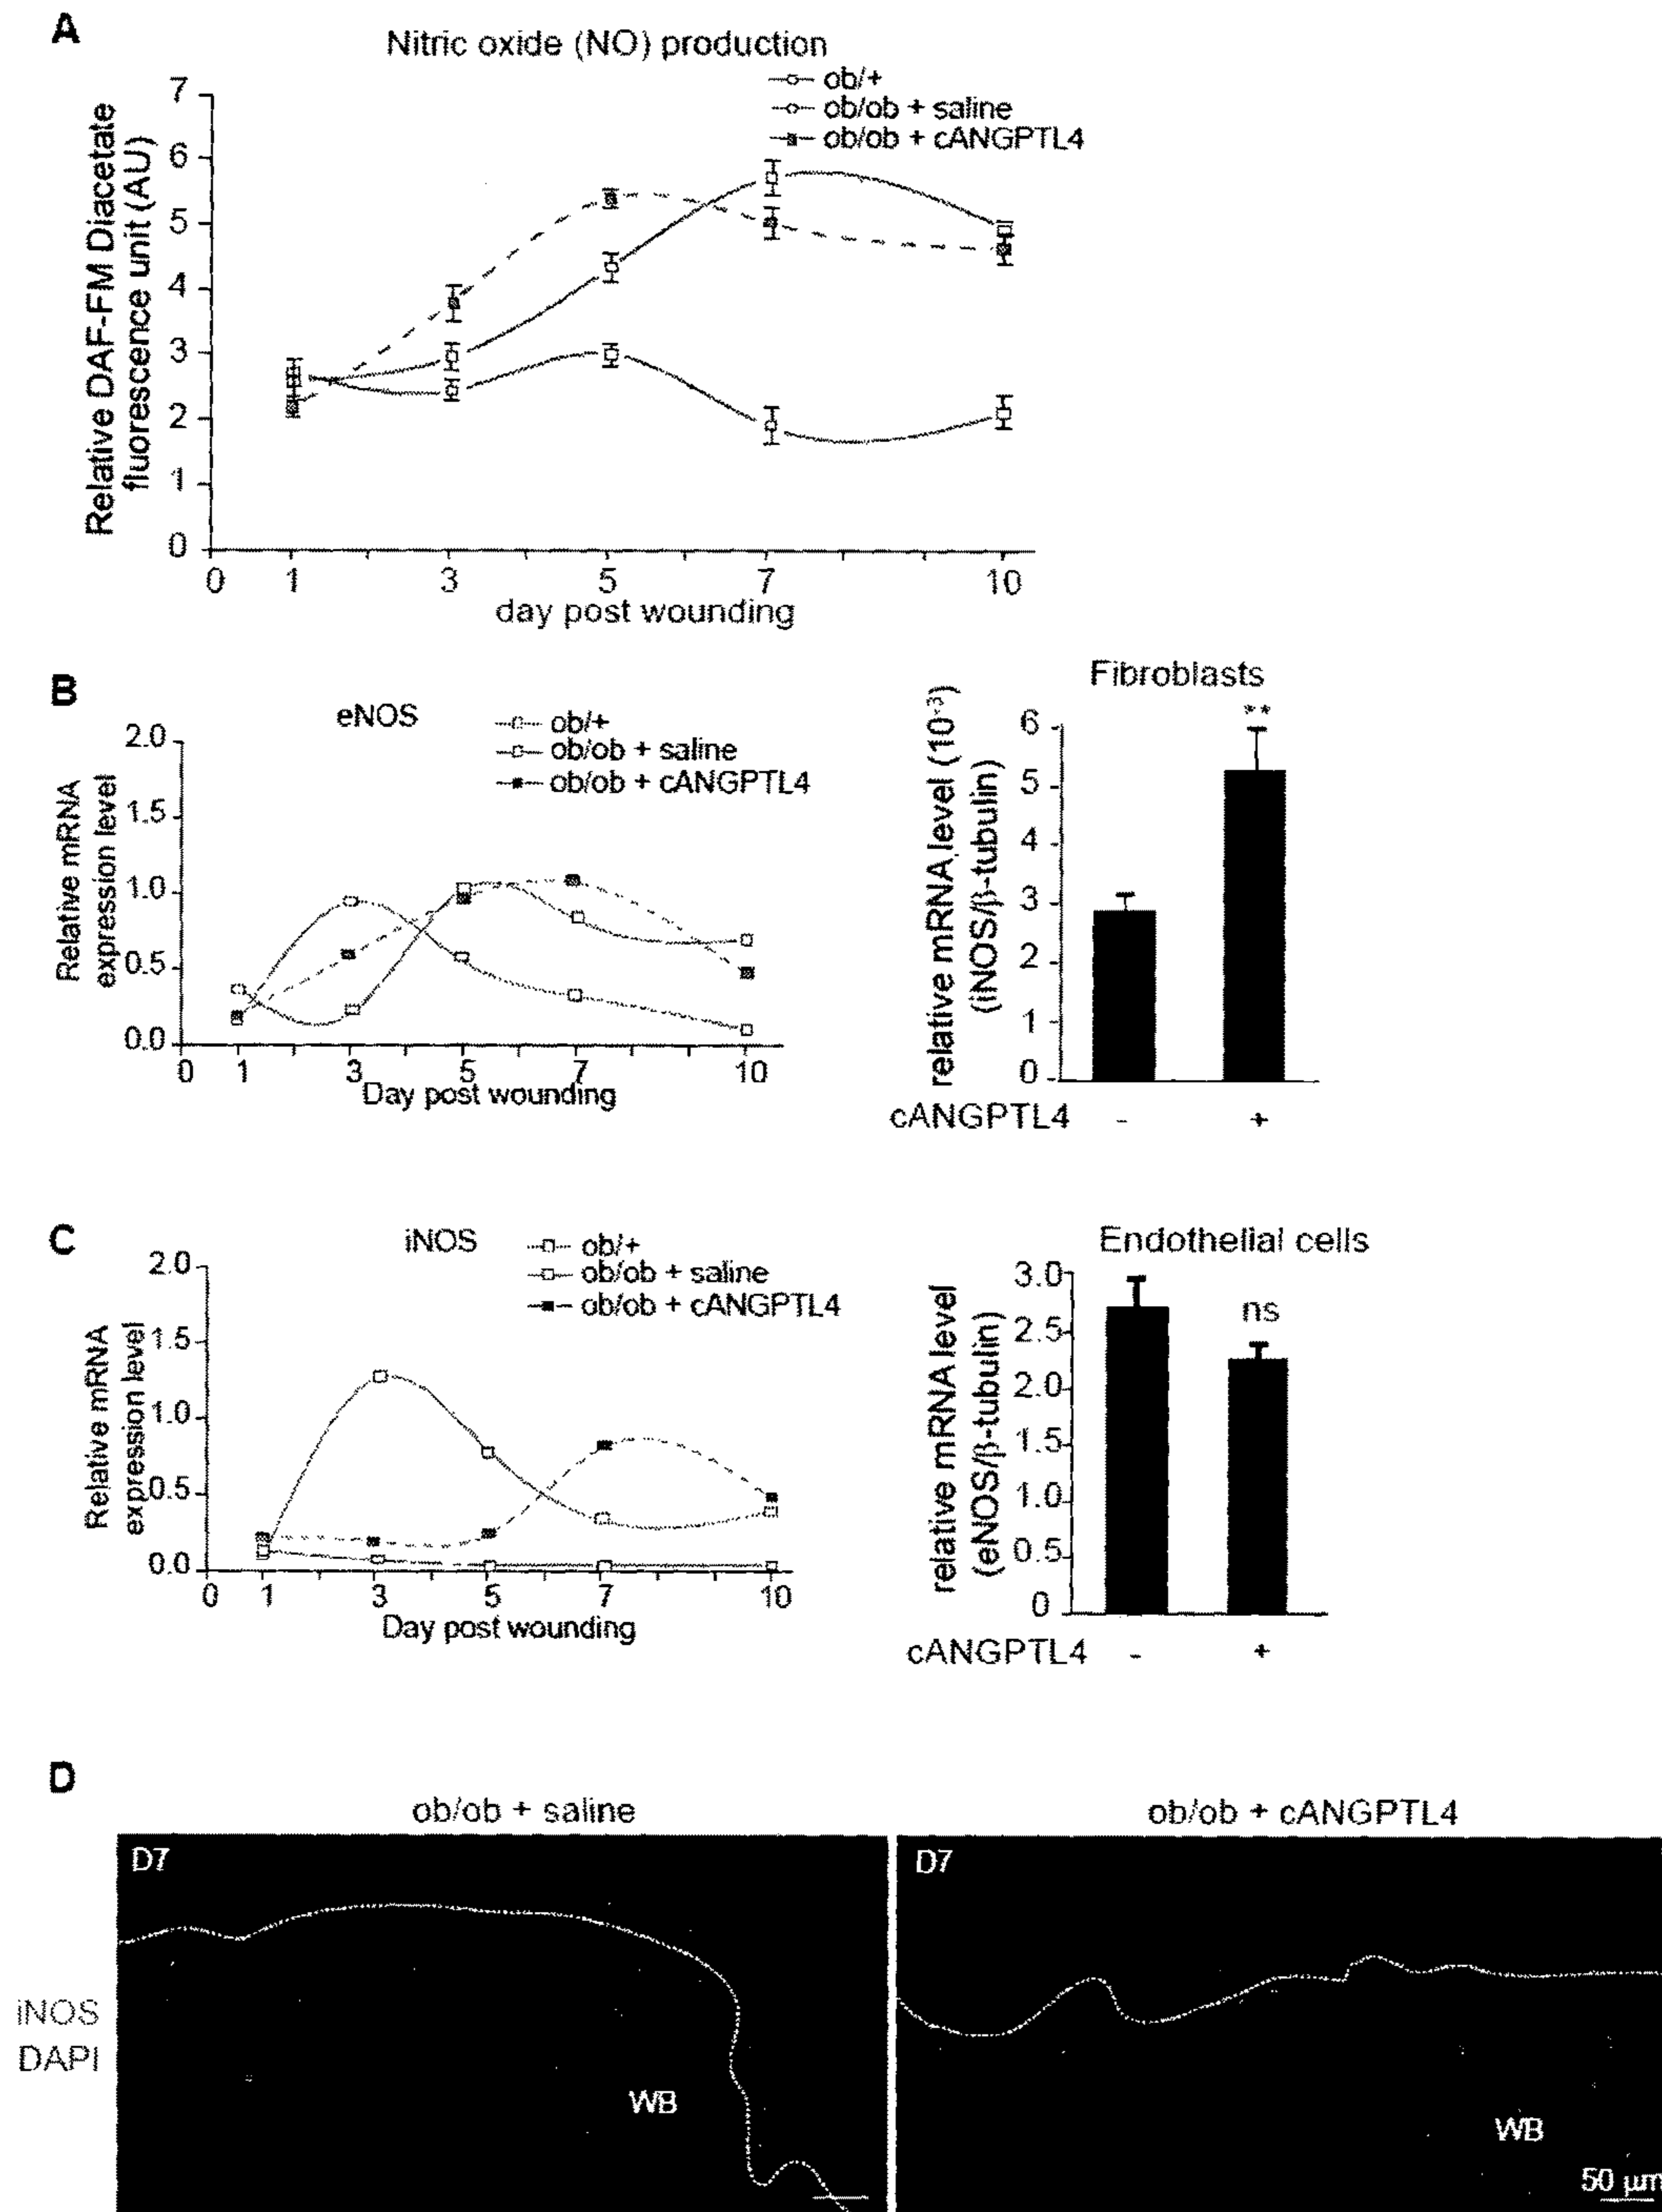 A
Nitric oxide (NO) production
ob/+
ob/ob + saline
ob/ob + cANGPTL4
Relative DAF-FM Diacetate
fluorescence unit (AU)
7
6
5
4
3
2
1
0
0 1 3 5 7 10
day post wounding
B
eNOS
ob/+
ob/ob + saline
ob/ob + cANGPTL4
Relative mRNA
expression level
2.0
1.5
1.0
0.5
0.0
0 1 3 5 7 10
Day post wounding
Fibroblasts
**
relative mRNA level (10⁻³)
(iNOS/β-tubulin)
6
5
4
3
2
1
0
cANGPTL4 - +
C
iNOS
ob/+
ob/ob + saline
ob/ob + cANGPTL4
Relative mRNA
expression level
2.0
1.5
1.0
0.5
0.0
0 1 3 5 7 10
Day post wounding
Endothelial cells
ns
relative mRNA level
(eNOS/β-tubulin)
3.0
2.5
2.0
1.5
1.0
0.5
0
cANGPTL4 - +
D
ob/ob + saline
ob/ob + cANGPTL4
D7
D7
iNOS
DAPI
WB
WB
50 µm